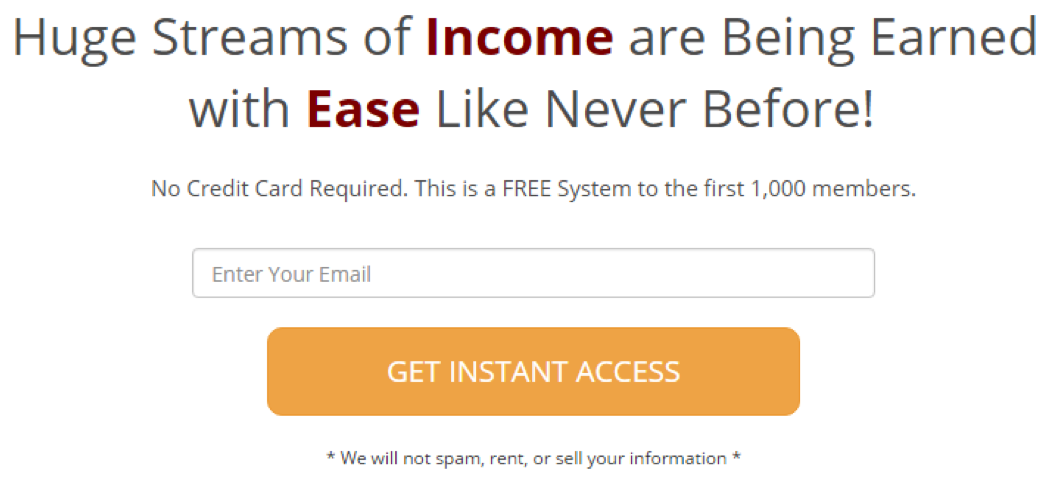 Huge Streams of Income are Being Earned
with Ease Like Never Before!
No Credit Card Required. This is a FREE System to the first 1,000 members.
Enter Your Email
GET INSTANT ACCESS
* We will not spam, rent, or sell your information *